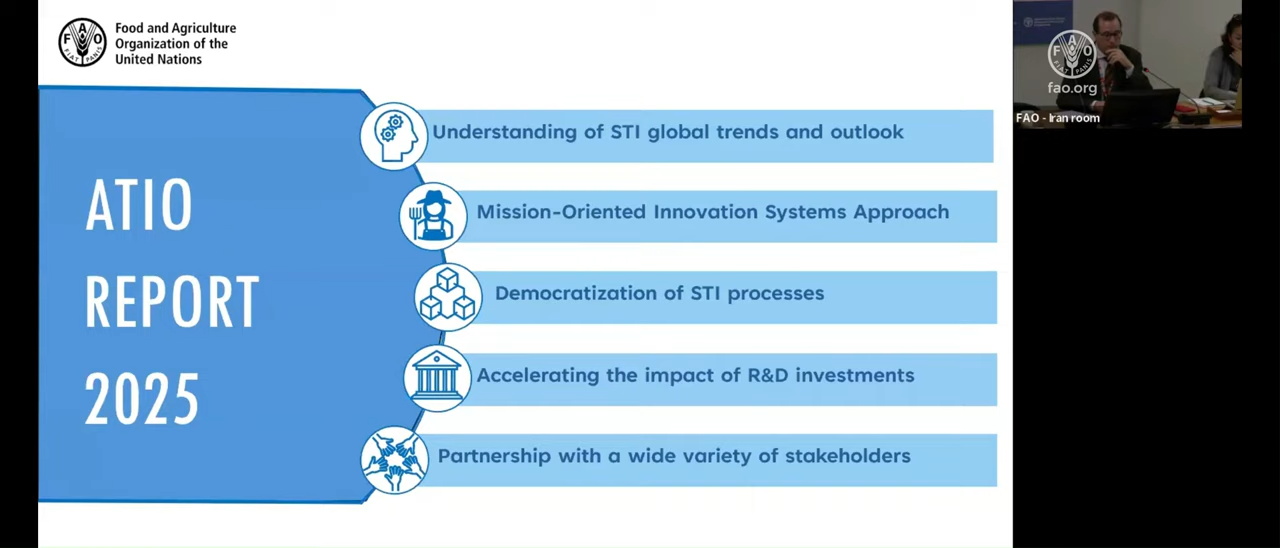 Food and Agriculture
Organization of the
United Nations
ATIO
REPORT
2025
Understanding of STI global trends and outlook
Mission-Oriented Innovation Systems Approach
Democratization of STI processes
Accelerating the impact of R&D investments
Partnership with a wide variety of stakeholders
F A O
FIAT PANIS
fao.org
FAO - Iran room